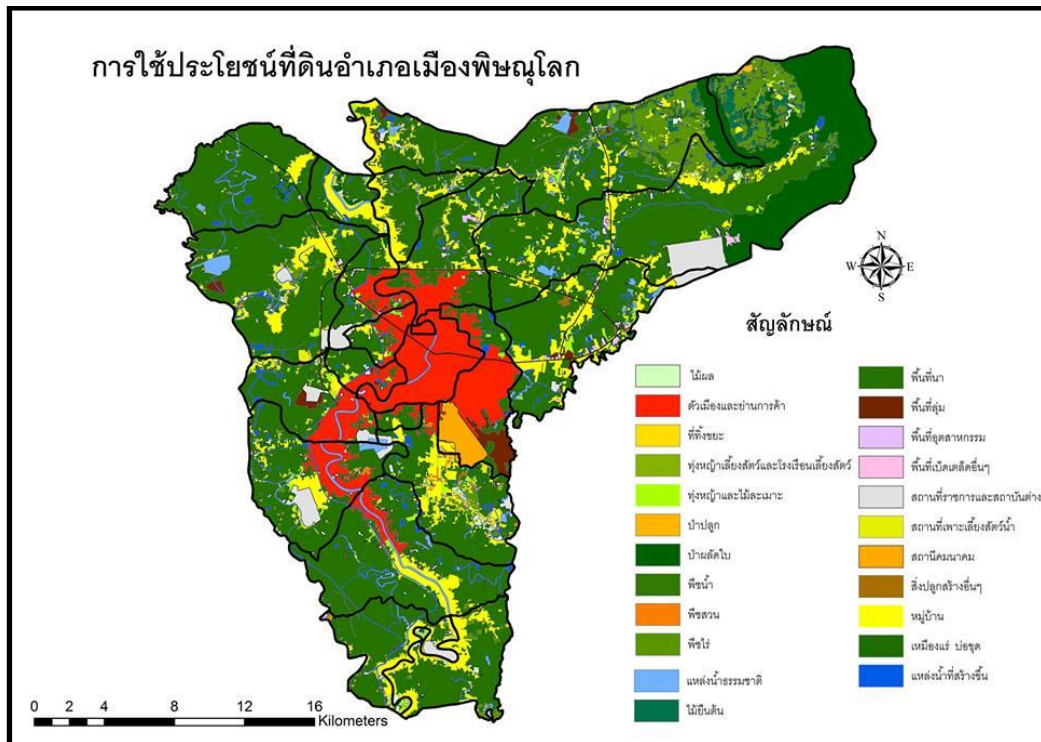 การใช้ประโยชน์ที่ดินอำเภอเมืองพิษณุโลก
N
W E
S
สัญลักษณ์
ไม้ผล
ตัวเมืองและย่านการค้า
ที่ทิ้งขยะ
ทุ่งหญ้าเลี้ยงสัตว์และโรงเรือนเลี้ยงสัตว์
ทุ่งหญ้าและไม้ละเมาะ
ป่าปลูก
ป่าผลัดใบ
พืชน้ำ
พืชสวน
พืชไร่
แหล่งน้ำธรรมชาติ
ไม้ยืนต้น
พื้นที่นา
พื้นที่ลุ่ม
พื้นที่อุตสาหกรรม
พื้นที่เบ็ดเตล็ดอื่นๆ
สถานที่ราชการและสถาบันต่าง
สถานที่เพาะเลี้ยงสัตว์น้ำ
สถานีคมนาคม
สิ่งปลูกสร้างอื่นๆ
หมู่บ้าน
เหมืองแร่ บ่อขุด
แหล่งน้ำที่สร้างขึ้น
0 2 4 8 12 16
Kilometers